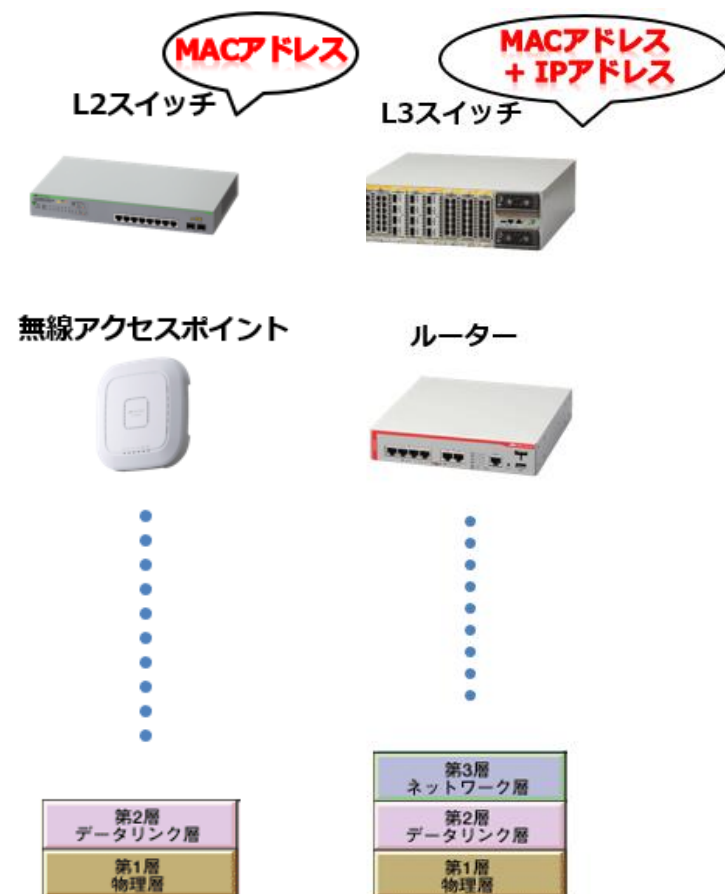 MACアドレス
L2スイッチ
MACアドレス
+ IPアドレス
L3スイッチ
無線アクセスポイント
ルーター
第2層
データリンク層
第1層
物理層
第3層
ネットワーク層
第2層
データリンク層
第1層
物理層